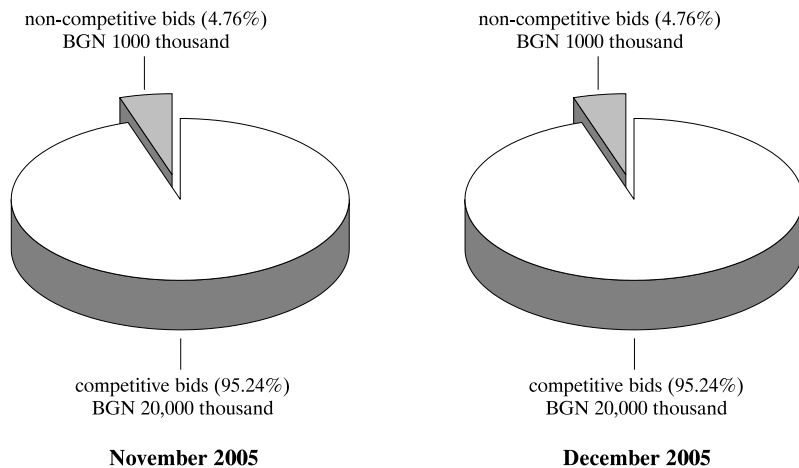 non-competitive bids (4.76%)
BGN 1000 thousand
competitive bids (95.24%)
BGN 20,000 thousand
November 2005
non-competitive bids (4.76%)
BGN 1000 thousand
competitive bids (95.24%)
BGN 20,000 thousand
December 2005